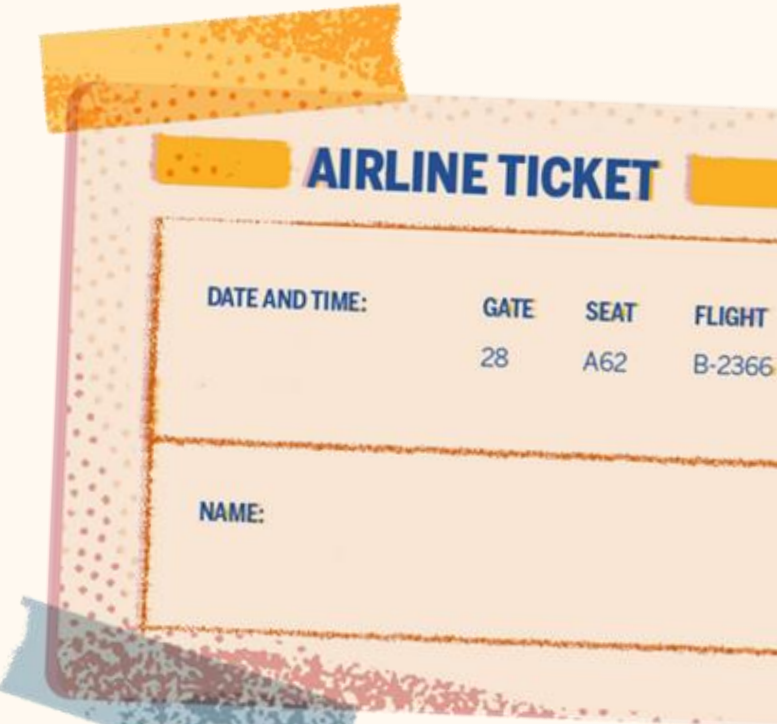 AIRLINE TICKET
DATE AND TIME: GATE SEAT FLIGHT
28 A62 B-2366
NAME: